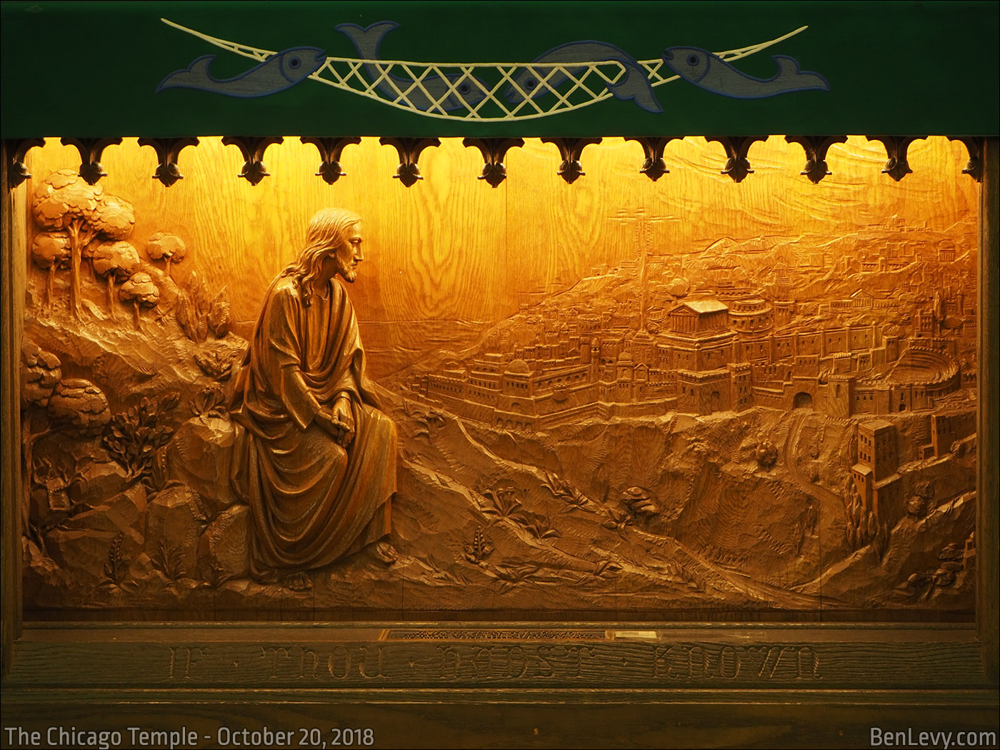 IF · Thou · hadst · known
The Chicago Temple - October 20, 2018
BenLevy.com